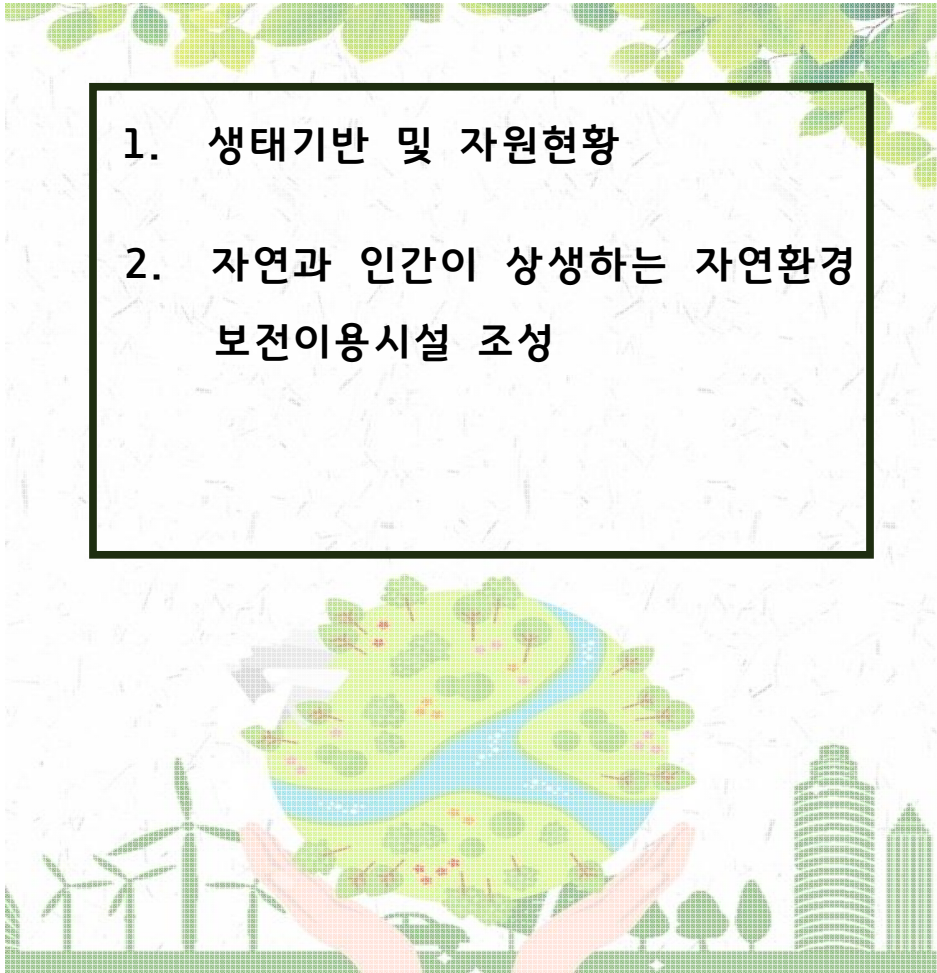 1. 생태기반 및 자원현황
2. 자연과 인간이 상생하는 자연환경
보전이용시설 조성